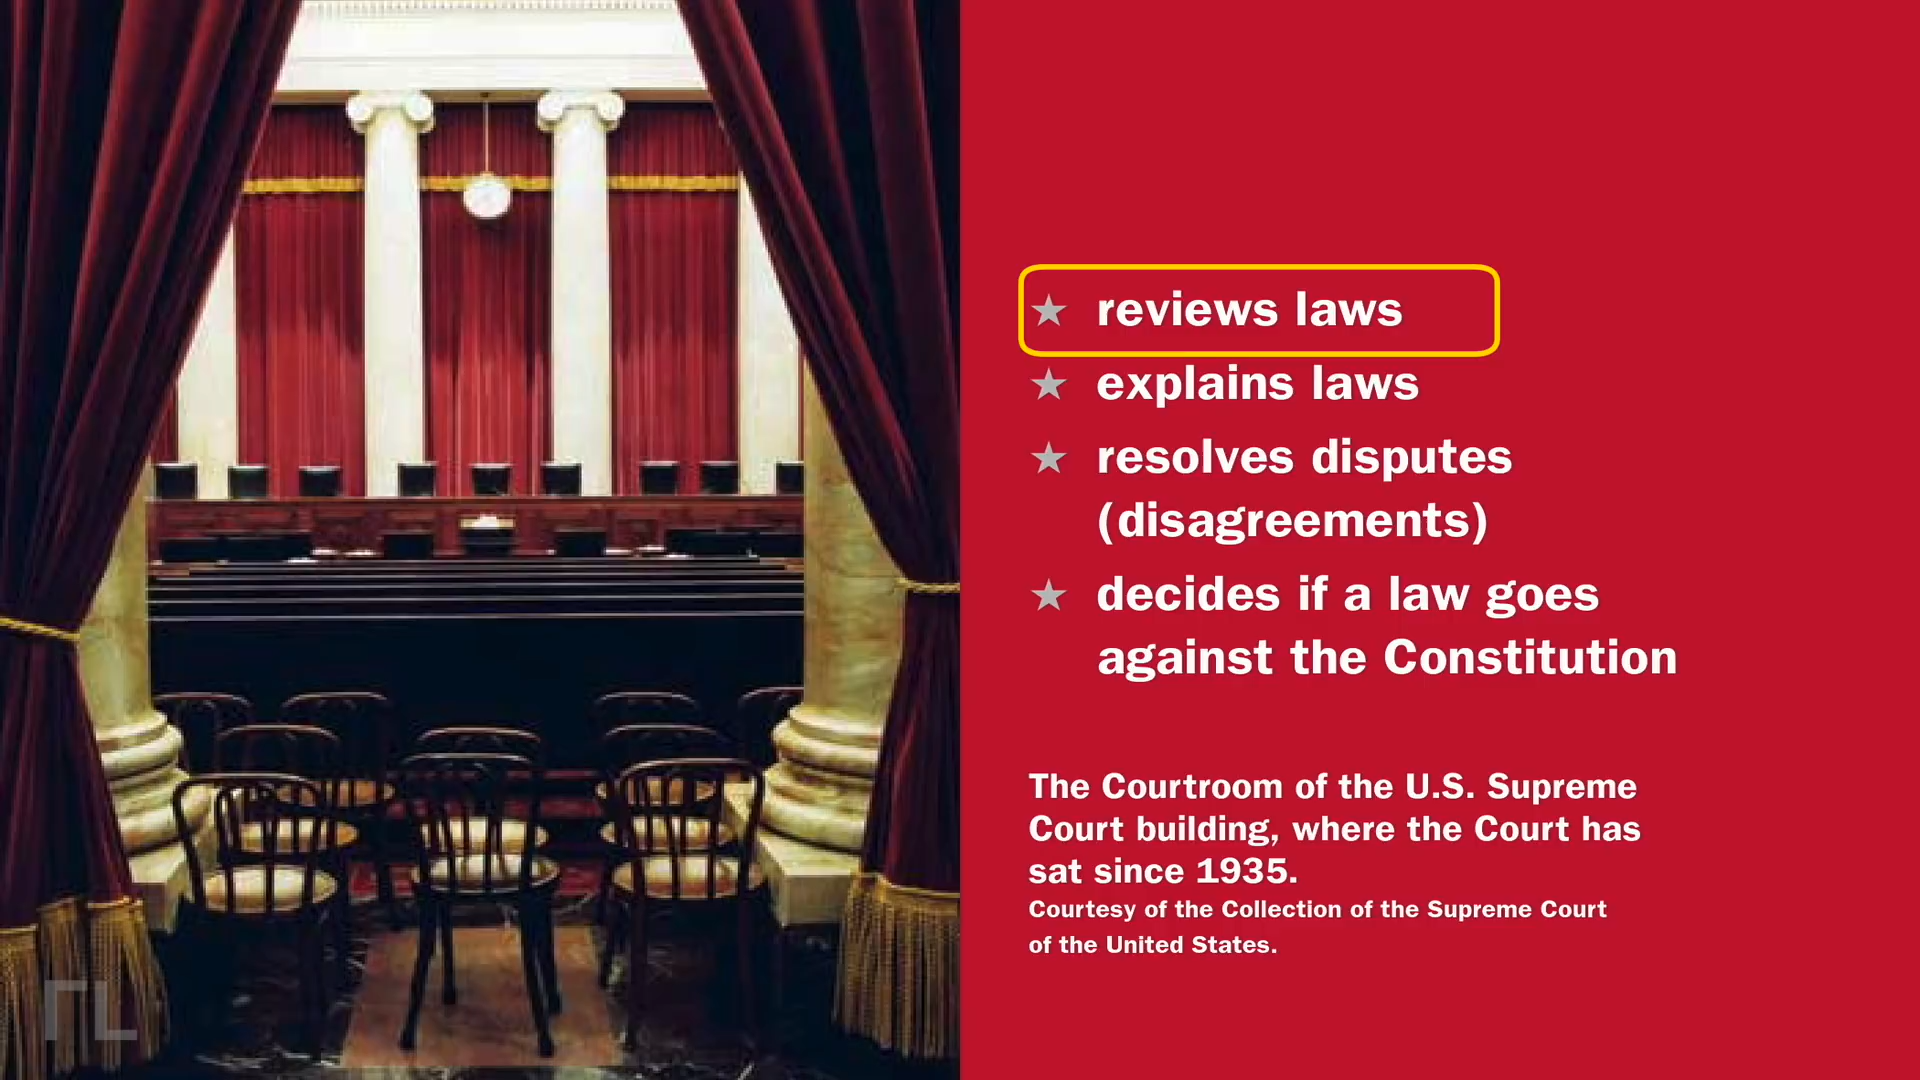 ★ reviews laws
★ explains laws
★ resolves disputes
(disagreements)
★ decides if a law goes
against the Constitution
The Courtroom of the U.S. Supreme
Court building, where the Court has
sat since 1935.
Courtesy of the Collection of the Supreme Court
of the United States.